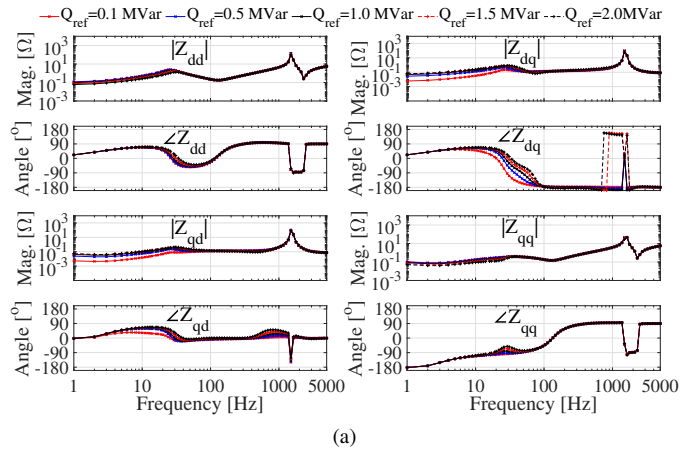 Q_ref=0.1 MVar Q_ref=0.5 MVar Q_ref=1.0 MVar Q_ref=1.5 MVar Q_ref=2.0MVar
|Z_dd| |Z_dq|
Mag. [Ω] 10^3 10^1 10^-1 10^-3 Mag. [Ω] 10^3 10^1 10^-1 10^-3
∠Z_dd ∠Z_dq
Angle [°] 180 90 0 -90 -180 Angle [°] 180 90 0 -90 -180
|Z_qd| |Z_qq|
Mag. [Ω] 10^3 10^1 10^-1 10^-3 Mag. [Ω] 10^3 10^1 10^-1 10^-3
∠Z_qd ∠Z_qq
Angle [°] 180 90 0 -90 -180 Angle [°] 180 90 0 -90 -180
1 10 100 1000 5000 1 10 100 1000 5000
Frequency [Hz] Frequency [Hz]
(a)